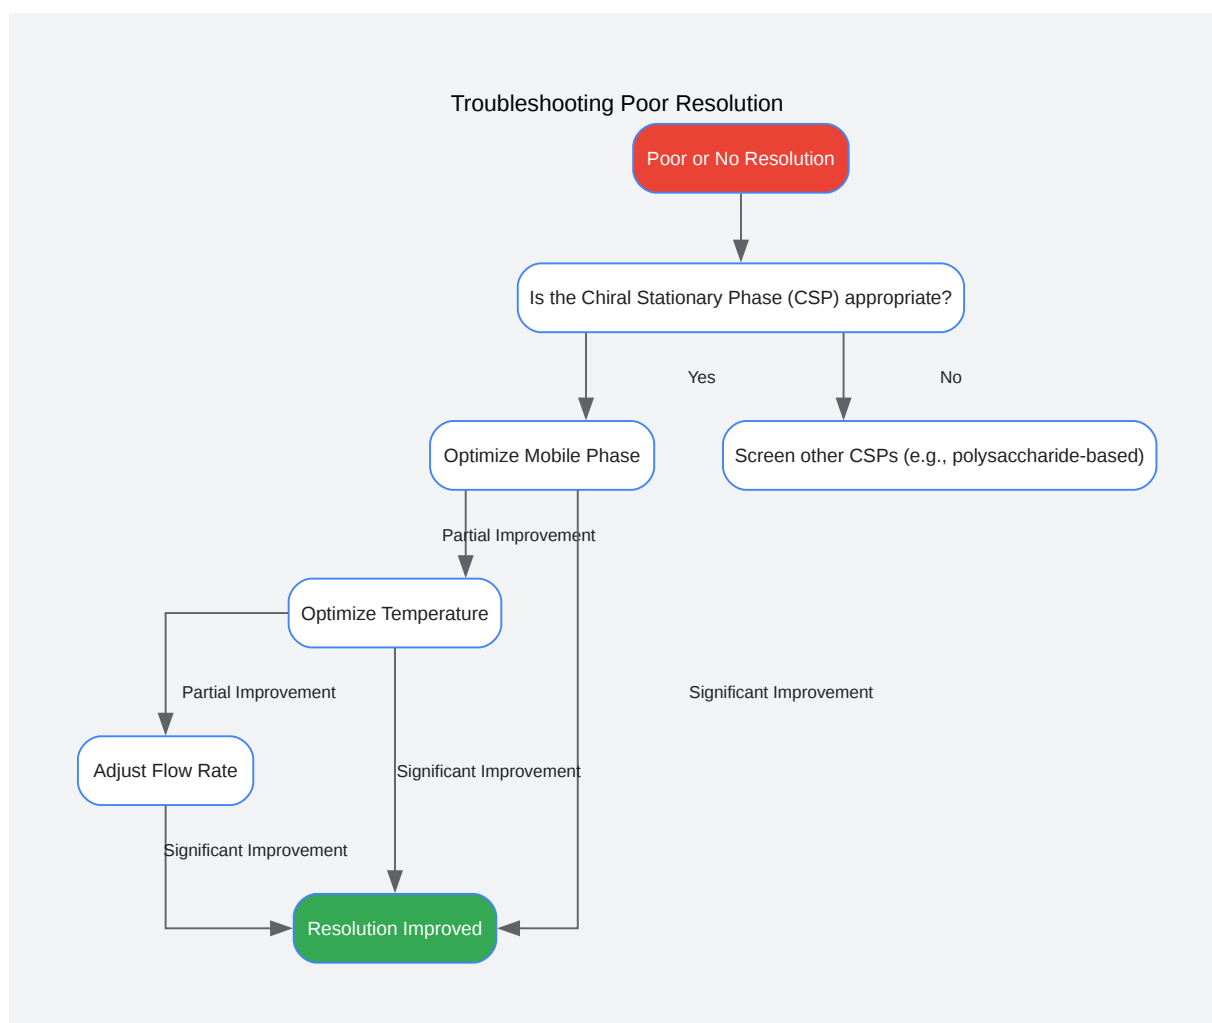 Troubleshooting Poor Resolution
Poor or No Resolution
Is the Chiral Stationary Phase (CSP) appropriate?
Yes
No
Optimize Mobile Phase
Screen other CSPs (e.g., polysaccharide-based)
Partial Improvement
Optimize Temperature
Partial Improvement
Significant Improvement
Adjust Flow Rate
Significant Improvement
Significant Improvement
Resolution Improved